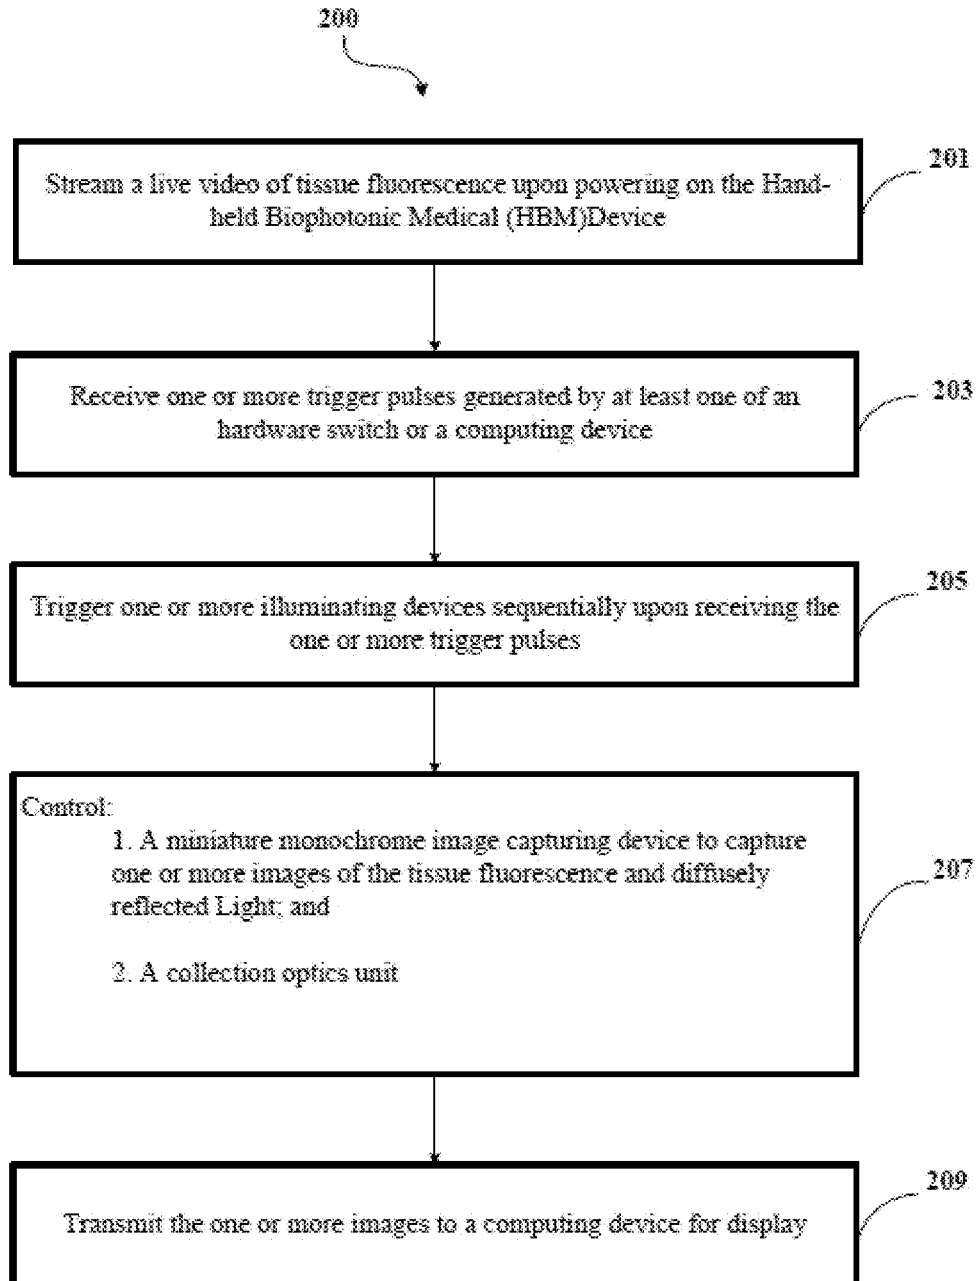 200
201
Stream a live video of tissue fluorescence upon powering on the Hand-
held Biophotonic Medical (HBM)Device
203
Receive one or more trigger pulses generated by at least one of an
hardware switch or a computing device
205
Trigger one or more illuminating devices sequentially upon receiving the
one or more trigger pulses
Control:
1. A miniature monochrome image capturing device to capture
one or more images of the tissue fluorescence and diffusely
reflected Light; and
207
2. A collection optics unit
209
Transmit the one or more images to a computing device for display